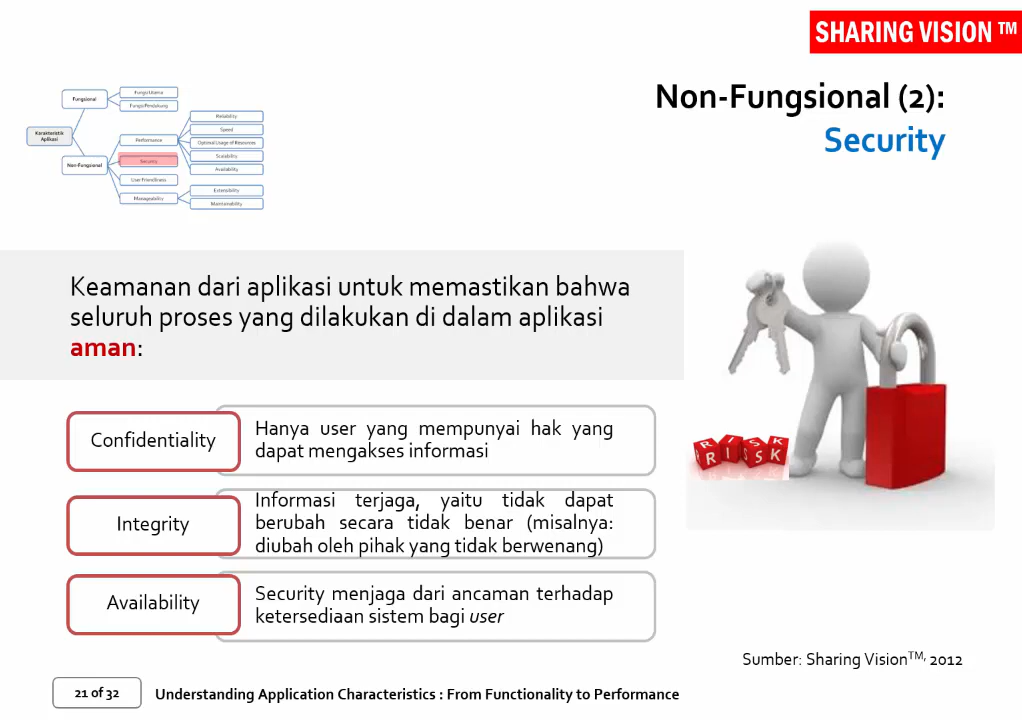 SHARING VISION TM
Non-Fungsional (2):
Security
Karakteristik
Aplikasi
Fungsional
Fungsi Utama
Fungsi Pendukung
Non-Fungsional
Performance
Security
User Friendliness
Manageability
Reliability
Speed
Optional Usage of Resources
Scalability
Availability
Extensibility
Maintainability
Keamanan dari aplikasi untuk memastikan bahwa
seluruh proses yang dilakukan di dalam aplikasi
aman:
Confidentiality
Hanya user yang mempunyai hak yang
dapat mengakses informasi
Integrity
Informasi terjaga, yaitu tidak dapat
berubah secara tidak benar (misalnya:
diubah oleh pihak yang tidak berwenang)
Availability
Security menjaga dari ancaman terhadap
ketersediaan sistem bagi user
RISK
RISSK
Sumber: Sharing VisionTM, 2012
21 of 32
Understanding Application Characteristics : From Functionality to Performance